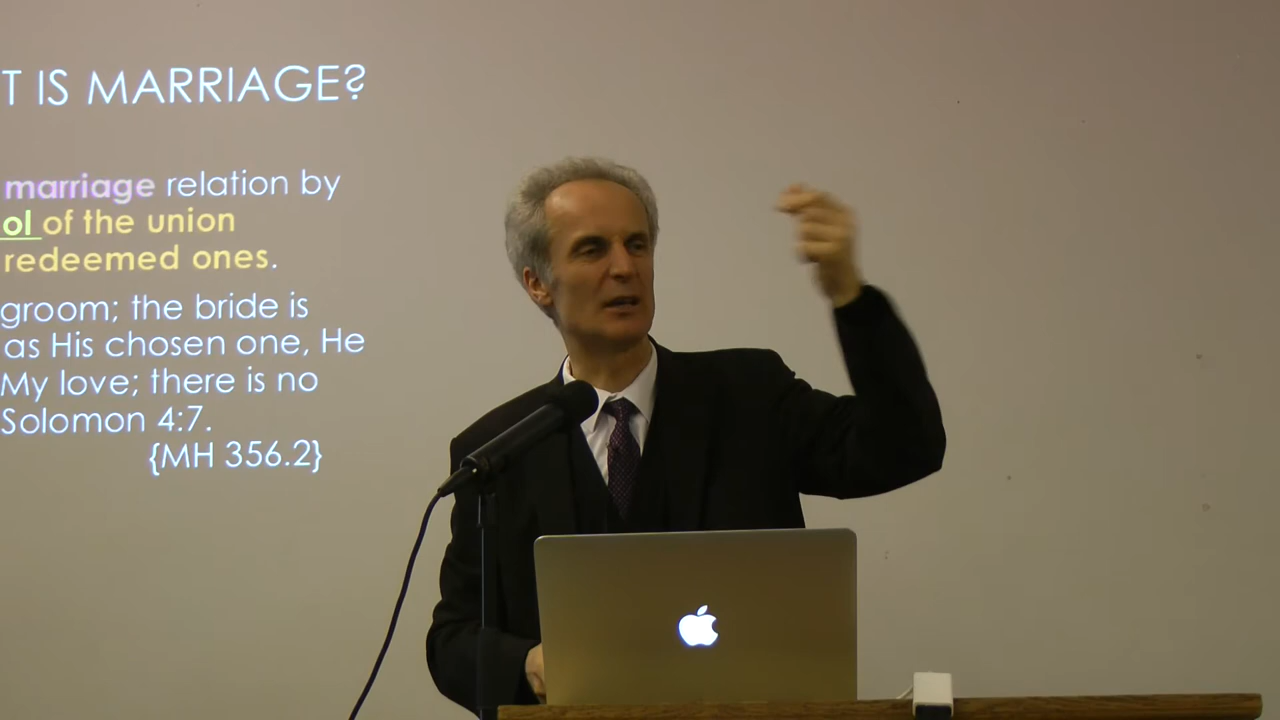 T IS MARRIAGE?
marriage relation by
ol of the union
redeemed ones.
groom; the bride is
as His chosen one, He
My love; there is no
Solomon 4:7.
{MH 356.2}